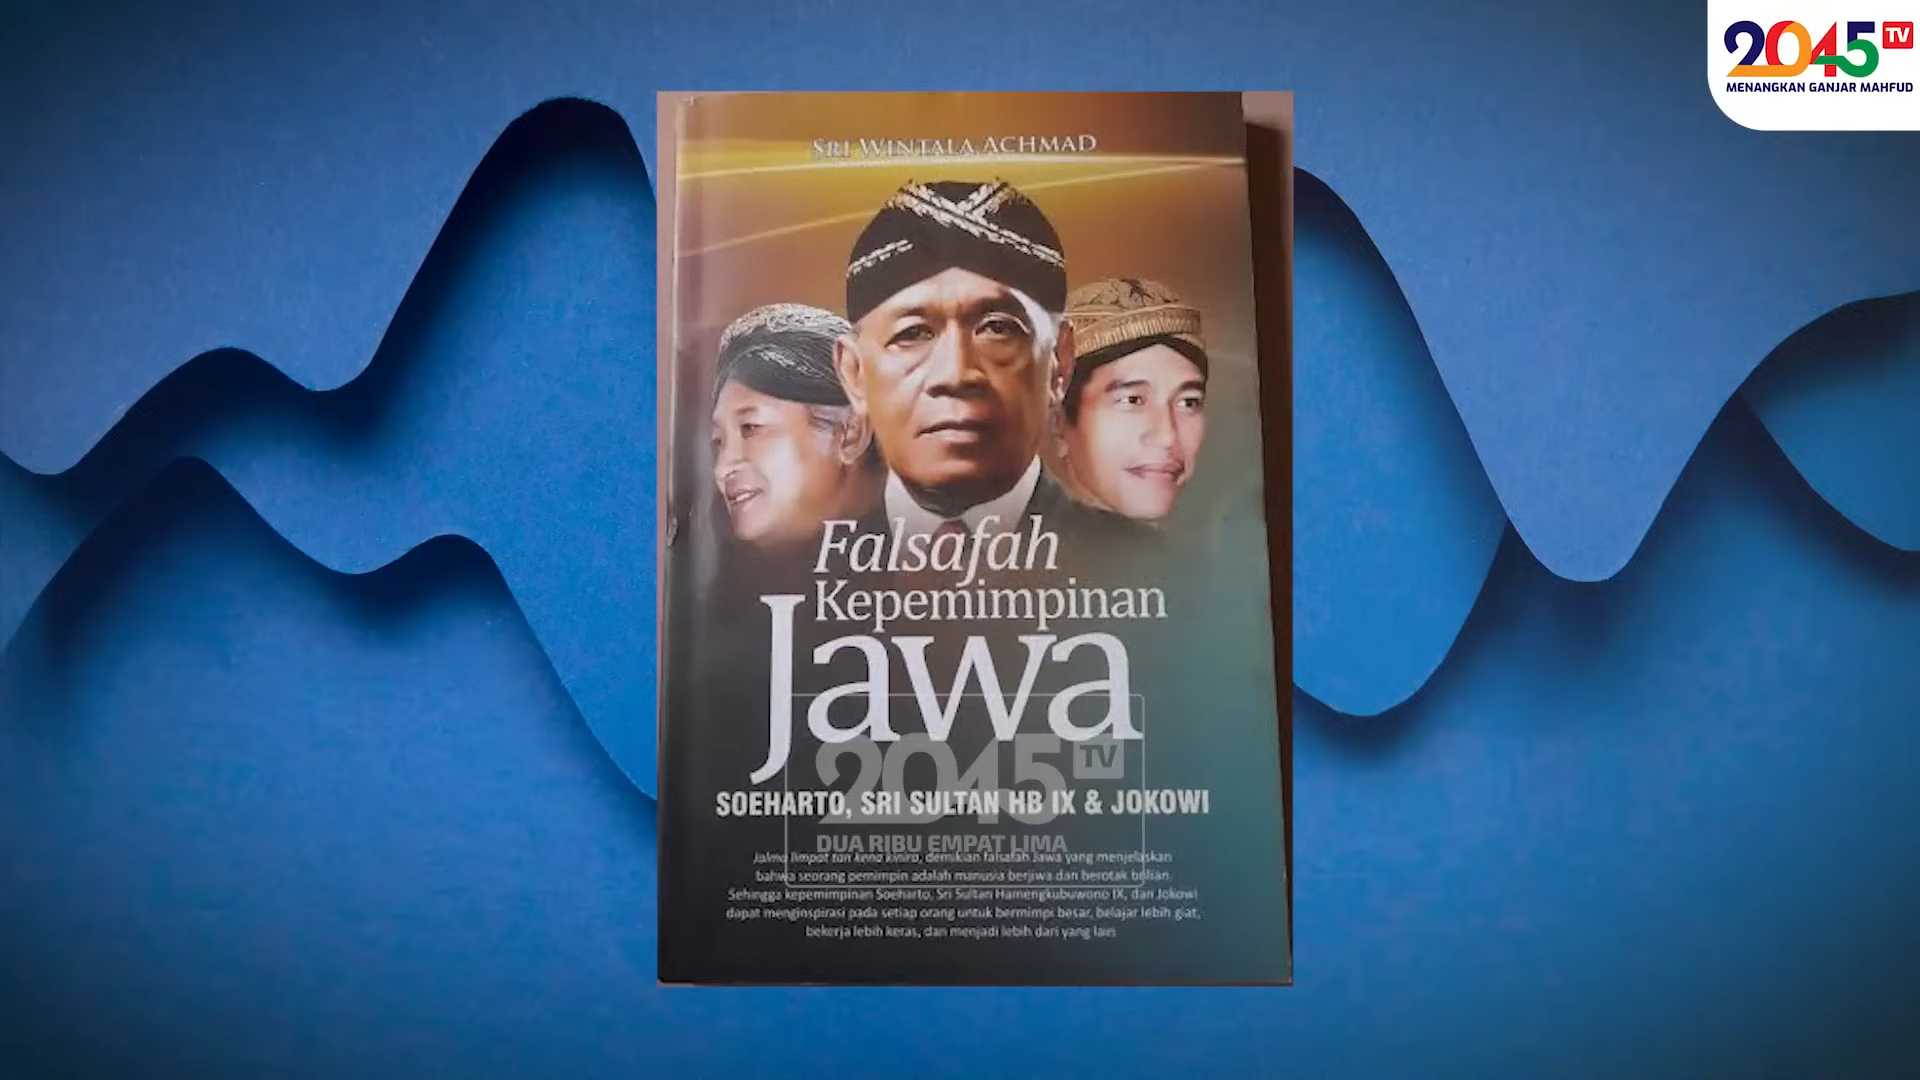 2045 TV
MENANGKAN GANJAR MAHFUD
SRI WINTALA ACHMAD
Falsafah
Kepemimpinan
Jawa
SOEHARTO, SRI SULTAN HB IX & JOKOWI
2045 TV
DUA RIBU EMPAT LIMA
Jalma limpat tan kena kinira, demikian falsafah Jawa yang menjelaskan
bahwa seorang pemimpin adalah manusia berjiwa dan berotak brilian.
Sehingga kepemimpinan Soeharto, Sri Sultan Hamengkubuwono IX, dan Jokowi
dapat menginspirasi pada setiap orang untuk bermimpi besar, belajar lebih giat,
bekerja lebih keras, dan menjadi lebih dari yang lain